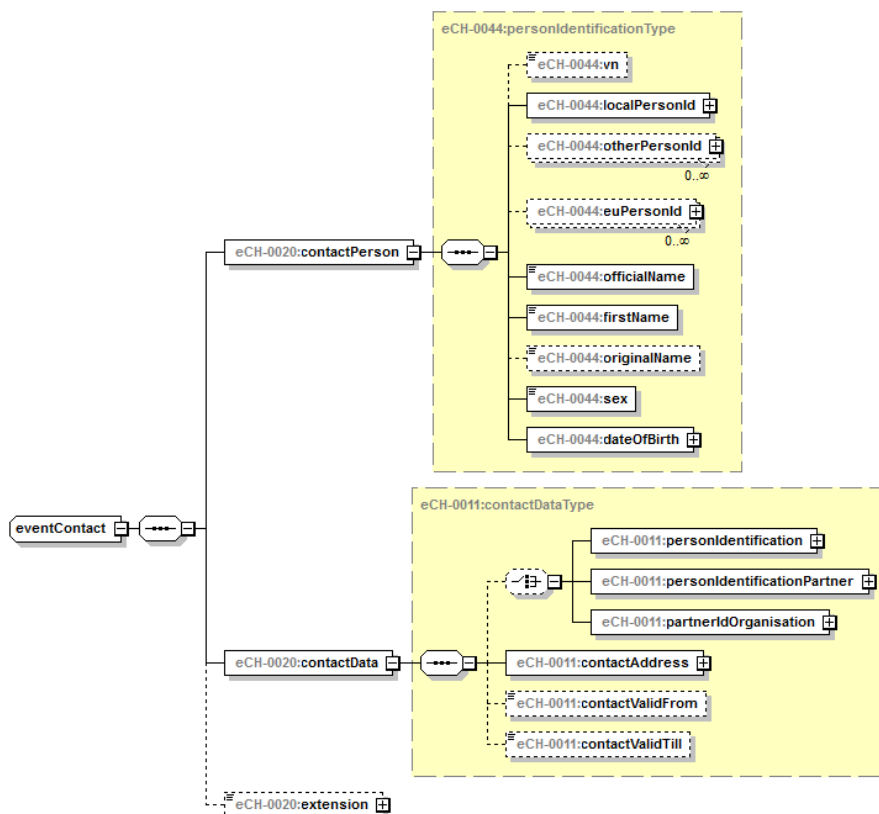 eCH-0044:personIdentificationType
eCH-0044:vn
eCH-0044:localPersonId
eCH-0044:otherPersonId
0..∞
eCH-0044:euPersonId
0..∞
eCH-0020:contactPerson
eCH-0044:officialName
eCH-0044:firstName
eCH-0044:originalName
eCH-0044:sex
eCH-0044:dateOfBirth
eCH-0011:contactDataType
eventContact
eCH-0011:personIdentification
eCH-0011:personIdentificationPartner
eCH-0011:partnerIdOrganisation
eCH-0020:contactData
eCH-0011:contactAddress
eCH-0011:contactValidFrom
eCH-0011:contactValidTill
eCH-0020:extension